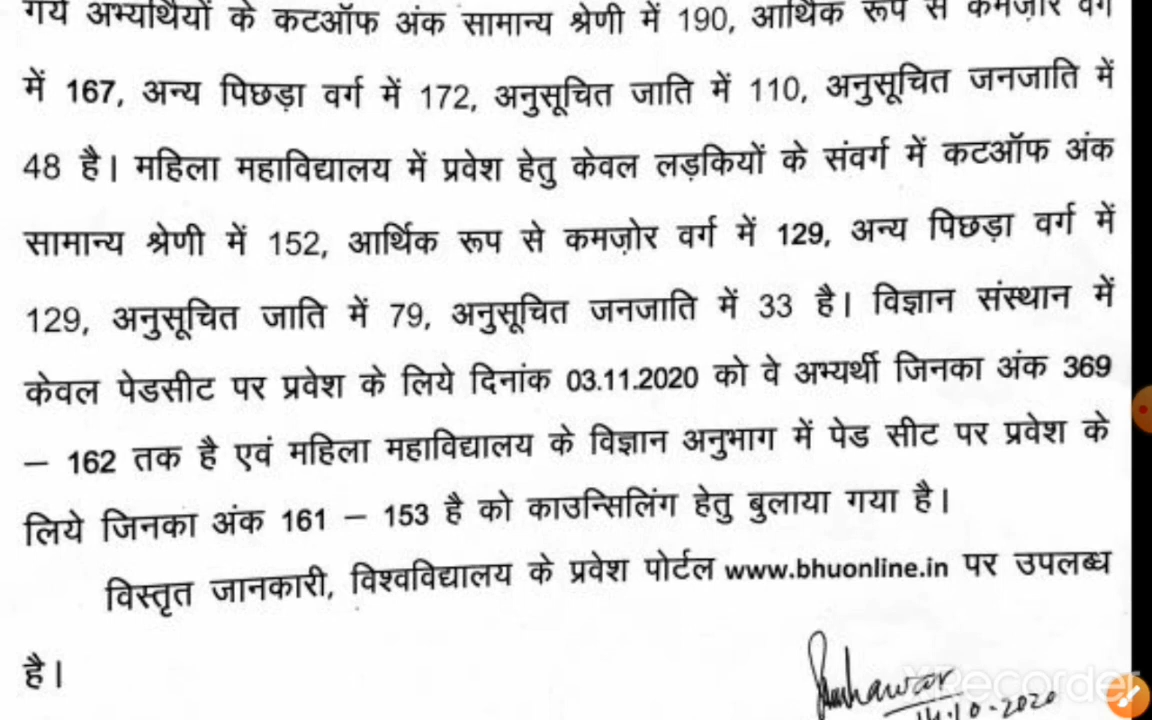 गये अभ्यर्थियों के कटऑफ अंक सामान्य श्रेणी में 190, आर्थिक रूप से कमज़ोर वर्ग
में 167, अन्य पिछड़ा वर्ग में 172, अनुसूचित जाति में 110, अनुसूचित जनजाति में
48 है। महिला महाविद्यालय में प्रवेश हेतु केवल लड़कियों के संवर्ग में कटऑफ अंक
सामान्य श्रेणी में 152, आर्थिक रूप से कमज़ोर वर्ग में 129, अन्य पिछड़ा वर्ग में
129, अनुसूचित जाति में 79, अनुसूचित जनजाति में 33 है। विज्ञान संस्थान में
केवल पेडसीट पर प्रवेश के लिये दिनांक 03.11.2020 को वे अभ्यर्थी जिनका अंक 369
– 162 तक है एवं महिला महाविद्यालय के विज्ञान अनुभाग में पेड सीट पर प्रवेश के
लिये जिनका अंक 161 – 153 है को काउन्सिलिंग हेतु बुलाया गया है।
विस्तृत जानकारी, विश्वविद्यालय के प्रवेश पोर्टल www.bhuonline.in पर उपलब्ध
है।
XRecorder
14.10.2020